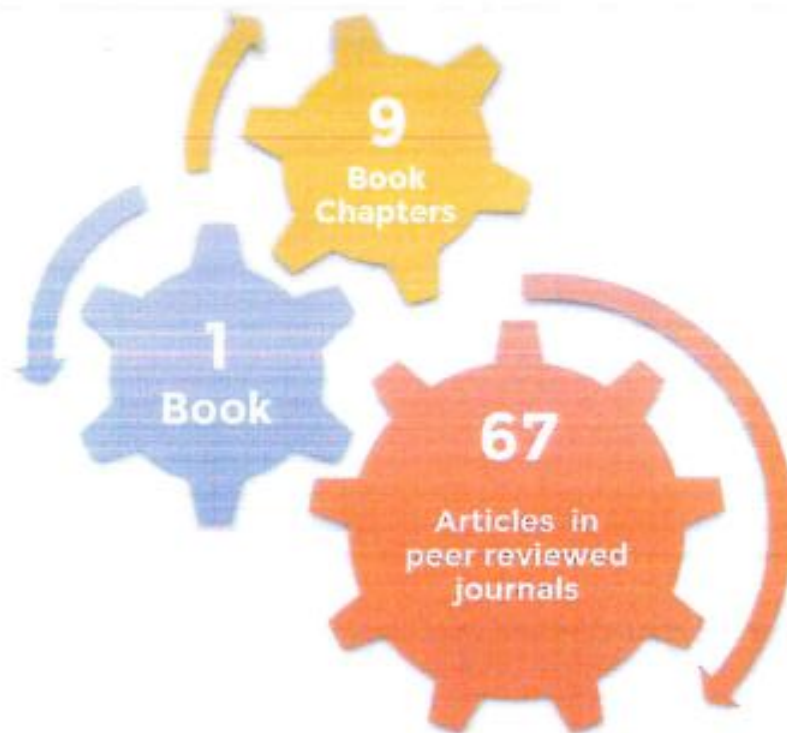 9
Book
Chapters
1
Book
67
Articles in
peer reviewed
journals